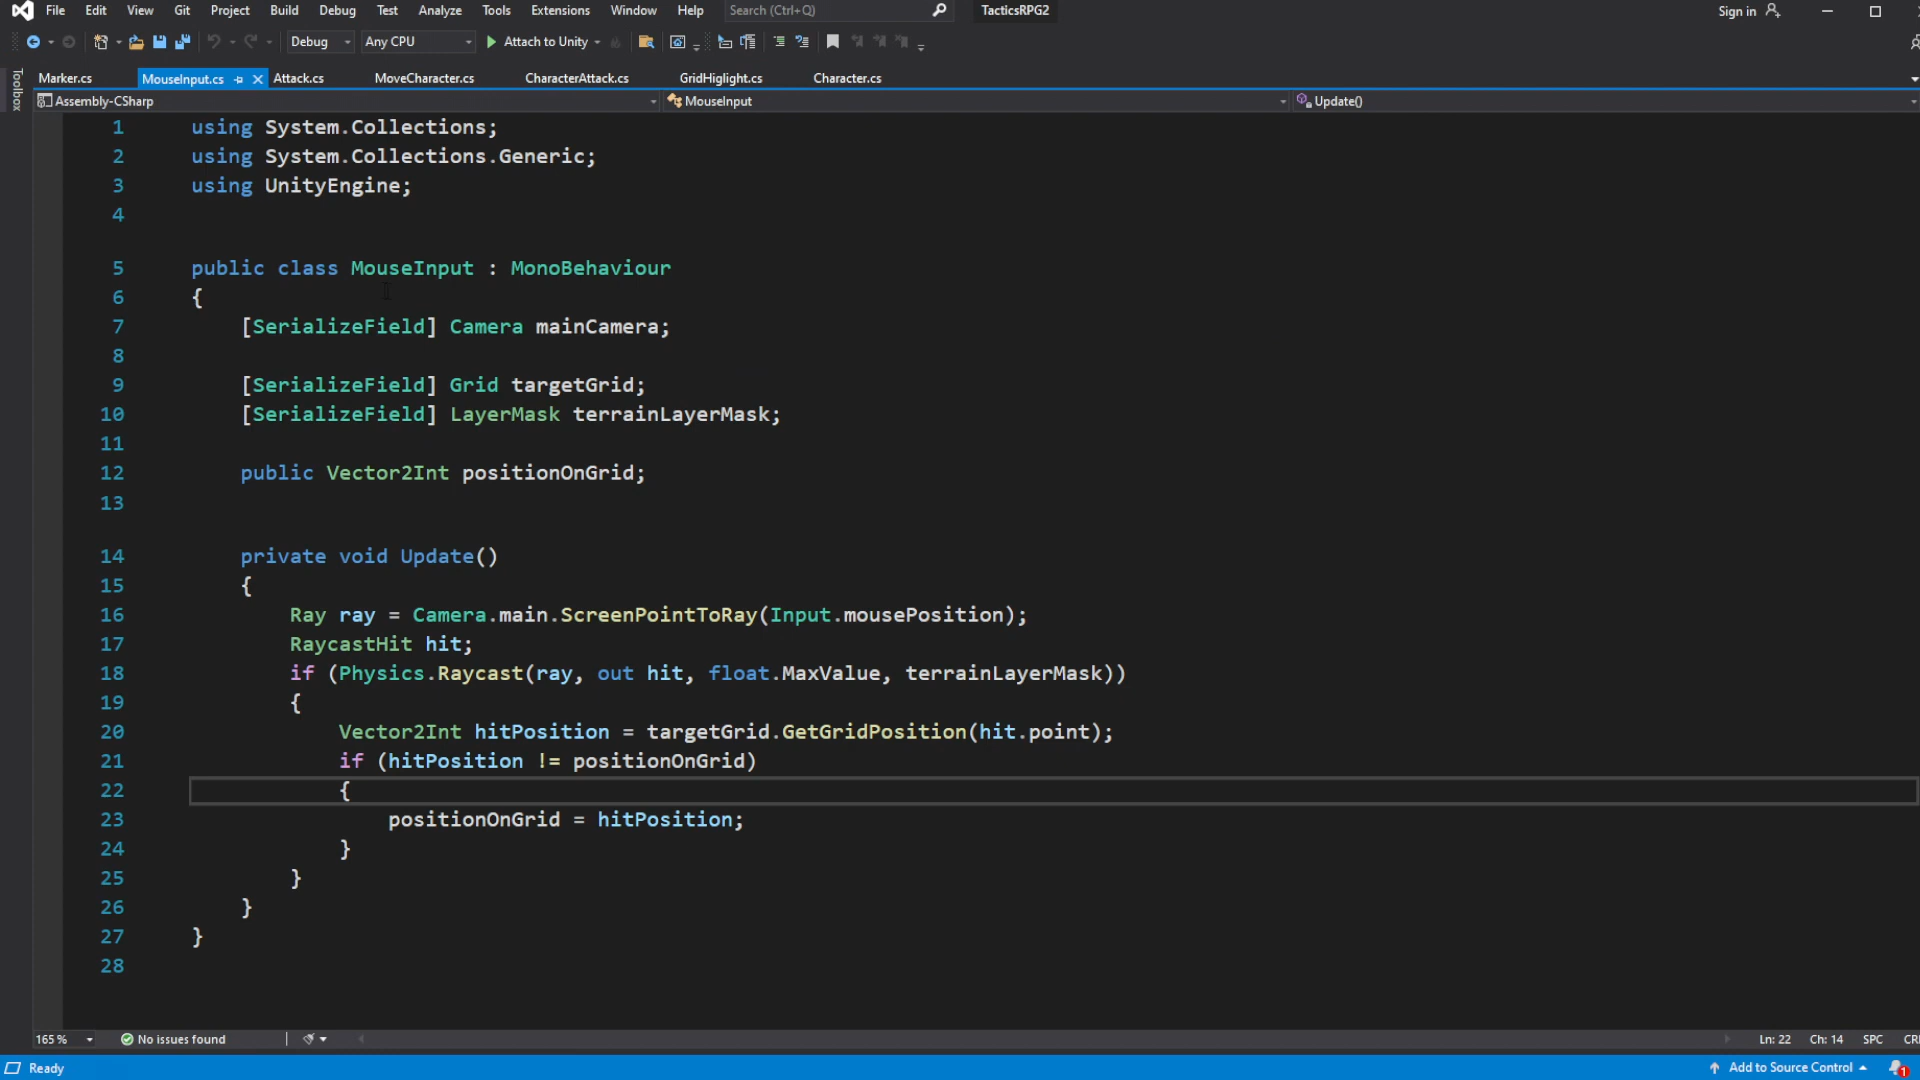 File Edit View Git Project Build Debug Test Analyze Tools Extensions Window Help Search (Ctrl+Q) TacticsRPG2 Sign in
Debug Any CPU Attach to Unity
Toolbox
Marker.cs MouseInput.cs Attack.cs MoveCharacter.cs CharacterAttack.cs GridHiglight.cs Character.cs
Assembly-CSharp MouseInput Update()
1 using System.Collections;
2 using System.Collections.Generic;
3 using UnityEngine;
4
5 public class MouseInput : MonoBehaviour
6 {
7 [SerializeField] Camera mainCamera;
8
9 [SerializeField] Grid targetGrid;
10 [SerializeField] LayerMask terrainLayerMask;
11
12 public Vector2Int positionOnGrid;
13
14 private void Update()
15 {
16 Ray ray = Camera.main.ScreenPointToRay(Input.mousePosition);
17 RaycastHit hit;
18 if (Physics.Raycast(ray, out hit, float.MaxValue, terrainLayerMask))
19 {
20 Vector2Int hitPosition = targetGrid.GetGridPosition(hit.point);
21 if (hitPosition != positionOnGrid)
22 {
23 positionOnGrid = hitPosition;
24 }
25 }
26 }
27 }
28
165 % No issues found Ln: 22 Ch: 14 SPC CR
Ready Add to Source Control 1